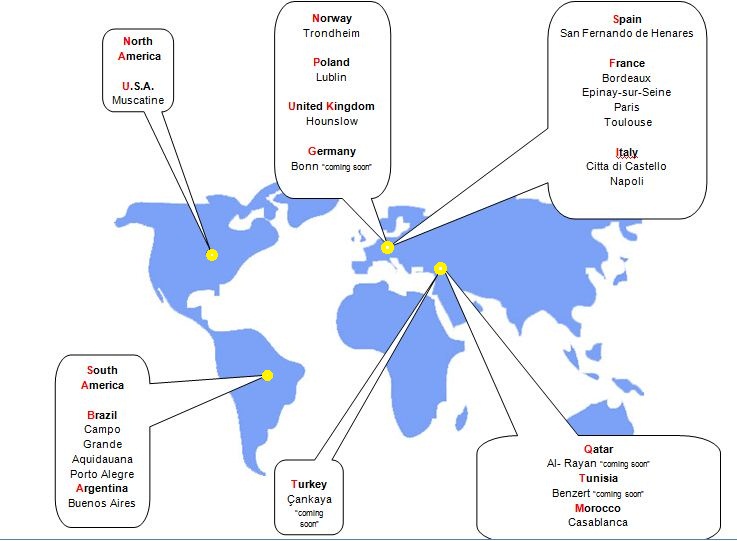 North
America
U.S.A.
Muscatine
Norway
Trondheim
Poland
Lublin
United Kingdom
Hounslow
Germany
Bonn "coming soon"
Spain
San Fernando de Henares
France
Bordeaux
Epinay-sur-Seine
Paris
Toulouse
Italy
Citta di Castello
Napoli
South
America
Brazil
Campo
Grande
Aquidauana
Porto Alegre
Argentina
Buenos Aires
Turkey
Çankaya
"coming
soon"
Qatar
Al- Rayan "coming soon"
Tunisia
Benzert "coming soon"
Morocco
Casablanca